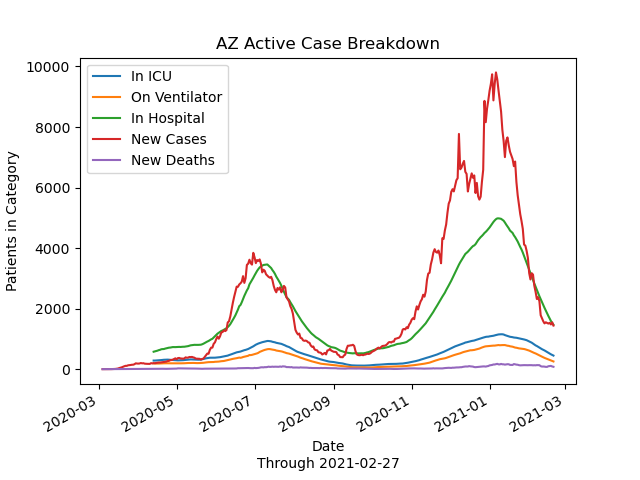 AZ Active Case Breakdown
In ICU
On Ventilator
In Hospital
New Cases
New Deaths
Patients in Category
10000
8000
6000
4000
2000
0
2020-03
2020-05
2020-07
2020-09
2020-11
2021-01
2021-03
Date
Through 2021-02-27